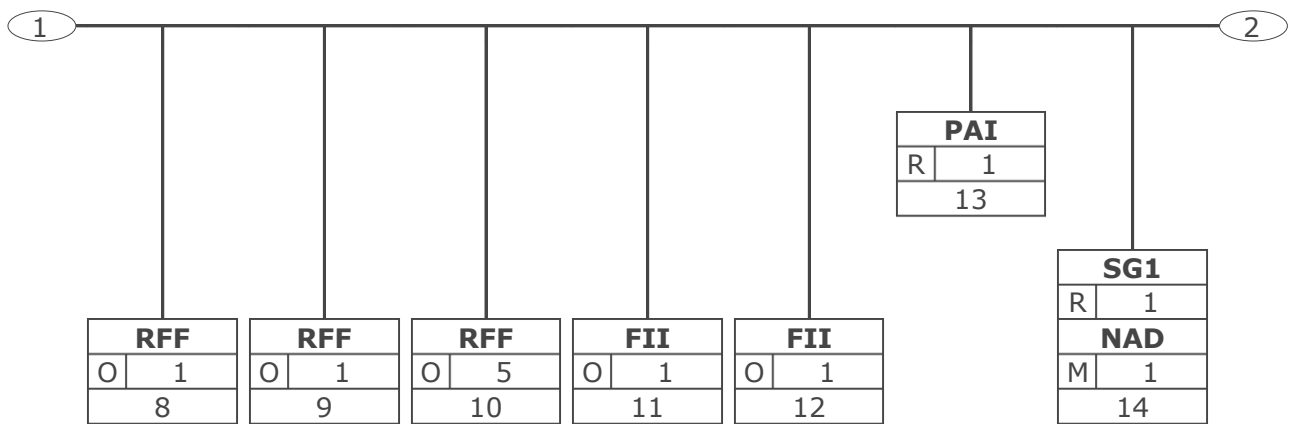 1
2
PAI
R 1
13
SG1
R 1
RFF RFF RFF FII FII NAD
O 1 O 1 O 5 O 1 O 1 M 1
8 9 10 11 12 14